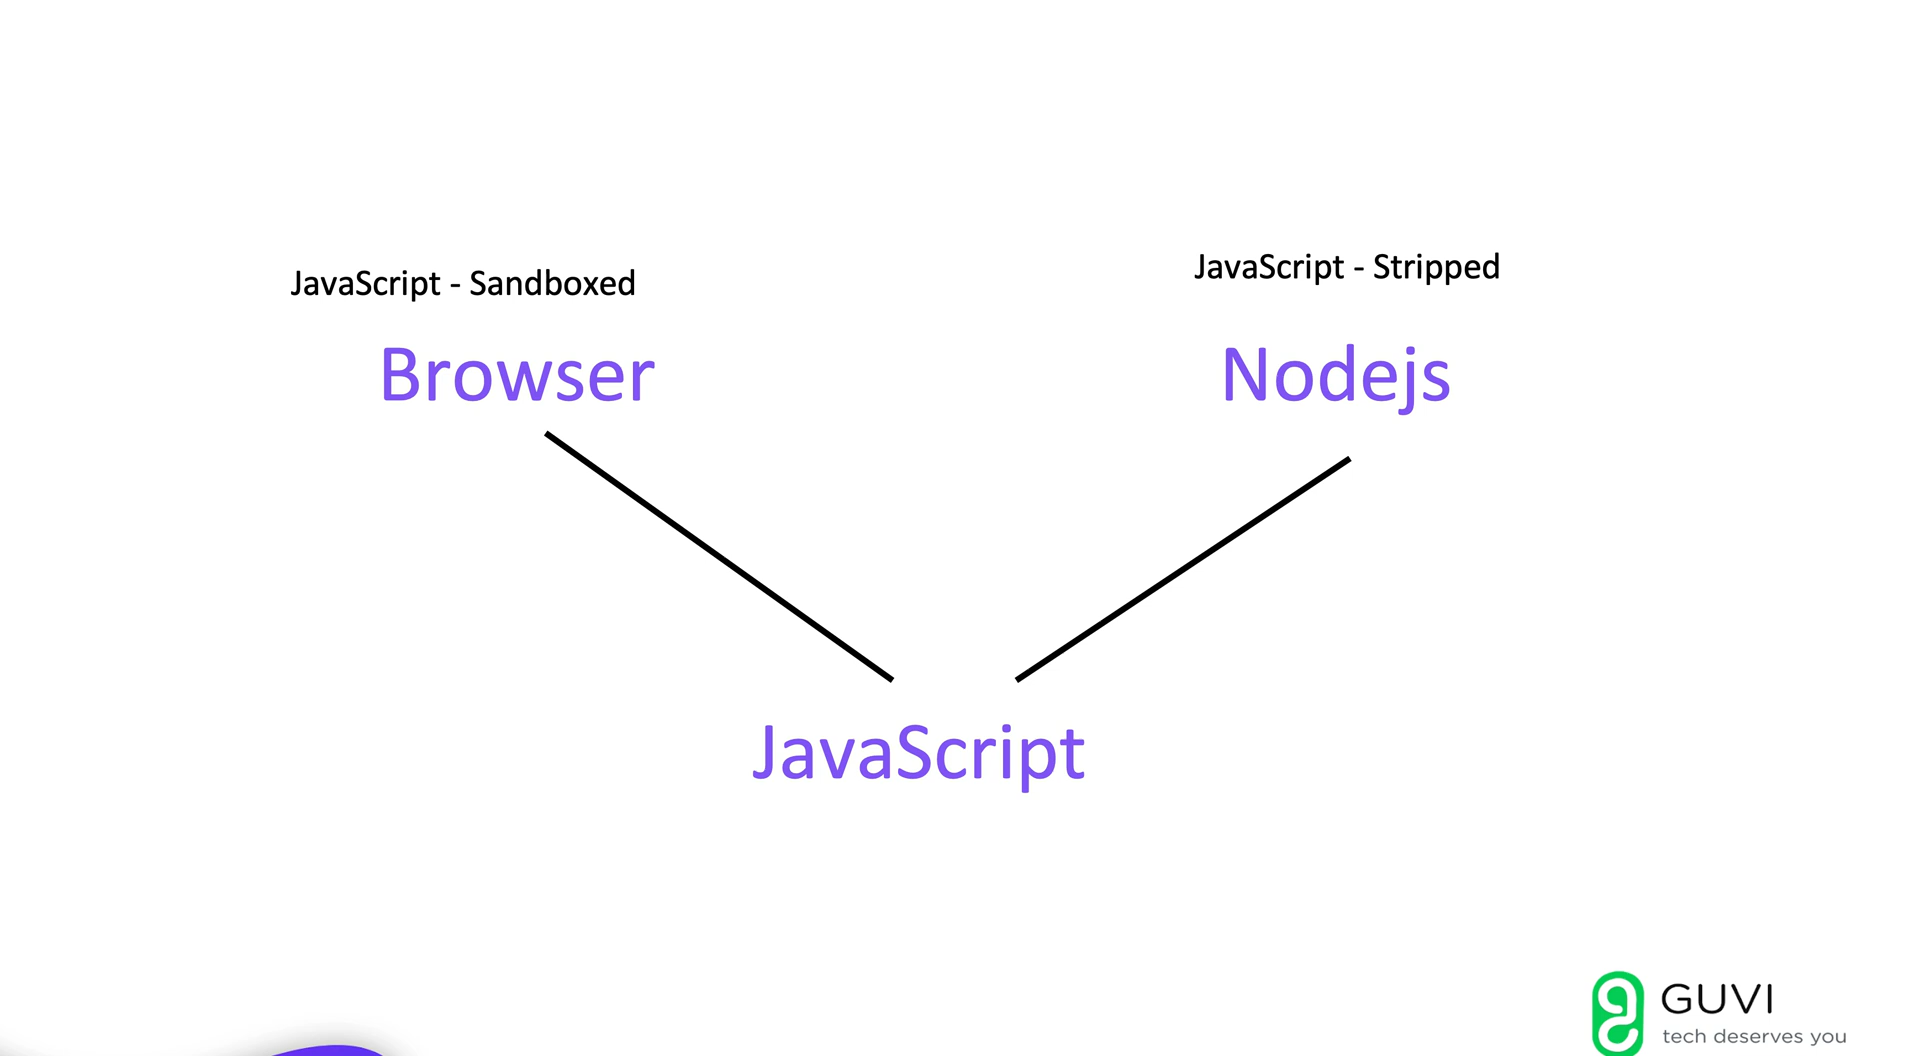 JavaScript - Sandboxed
JavaScript - Stripped
Browser
Nodejs
JavaScript
GUVI
tech deserves you